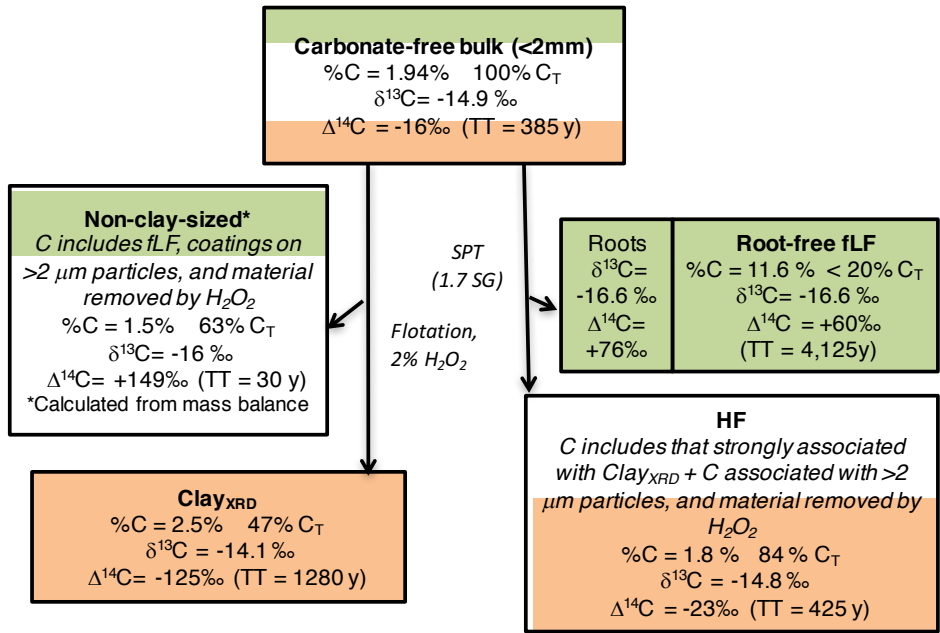 Carbonate-free bulk (<2mm)
%C = 1.94% 100% C_T
δ¹³C= -14.9 ‰
Δ¹⁴C = -16‰ (TT = 385 y)
Non-clay-sized*
C includes fLF, coatings on
>2 μm particles, and material
removed by H₂O₂
%C = 1.5% 63% C_T
δ¹³C= -16 ‰
Δ¹⁴C= +149‰ (TT = 30 y)
*Calculated from mass balance
SPT
(1.7 SG)
Flotation,
2% H₂O₂
Roots
δ¹³C=
-16.6 ‰
Δ¹⁴C=
+76‰
Root-free fLF
%C = 11.6 % < 20% C_T
δ¹³C= -16.6 ‰
Δ¹⁴C = +60‰
(TT = 4,125y)
Clay_XRD
%C = 2.5% 47% C_T
δ¹³C = -14.1 ‰
Δ¹⁴C= -125‰ (TT = 1280 y)
HF
C includes that strongly associated
with Clay_XRD + C associated with >2
μm particles, and material removed by
H₂O₂
%C = 1.8 % 84 % C_T
δ¹³C= -14.8 ‰
Δ¹⁴C = -23‰ (TT = 425 y)